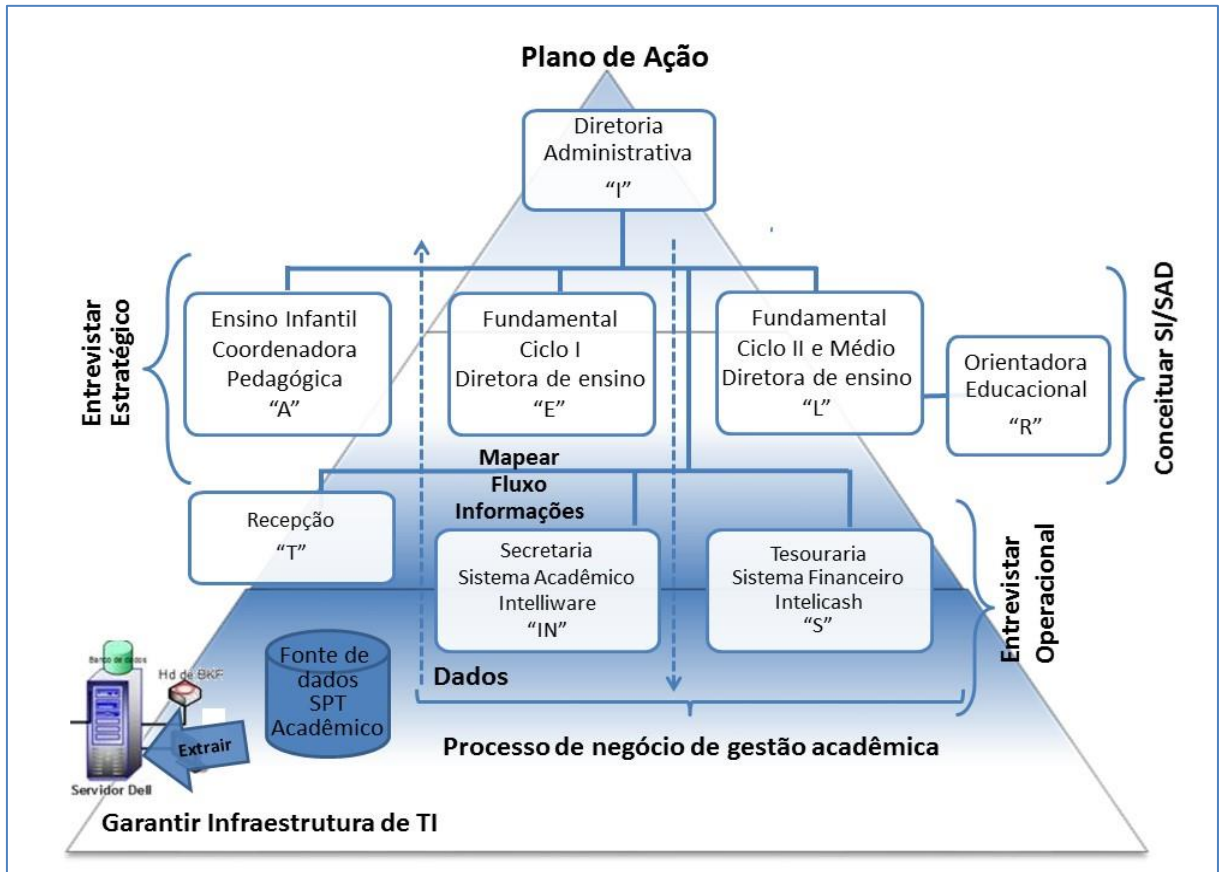 Plano de Ação
Diretoria
Administrativa
“I”
Entrevistar
Estratégico
Ensino Infantil
Coordenadora
Pedagógica
“A”
Fundamental
Ciclo I
Diretora de ensino
“E”
Fundamental
Ciclo II e Médio
Diretora de ensino
“L”
Orientadora
Educacional
“R”
Conceituar SI/SAD
Mapear
Fluxo
Informações
Recepção
“T”
Secretaria
Sistema Acadêmico
Intelliware
“IN”
Tesouraria
Sistema Financeiro
Intelicash
“S”
Entrevistar
Operacional
Banco de dados
Hd de BKF
Fonte de
dados
SPT
Acadêmico
Dados
Extrair
Servidor Dell
Processo de negócio de gestão acadêmica
Garantir Infraestrutura de TI